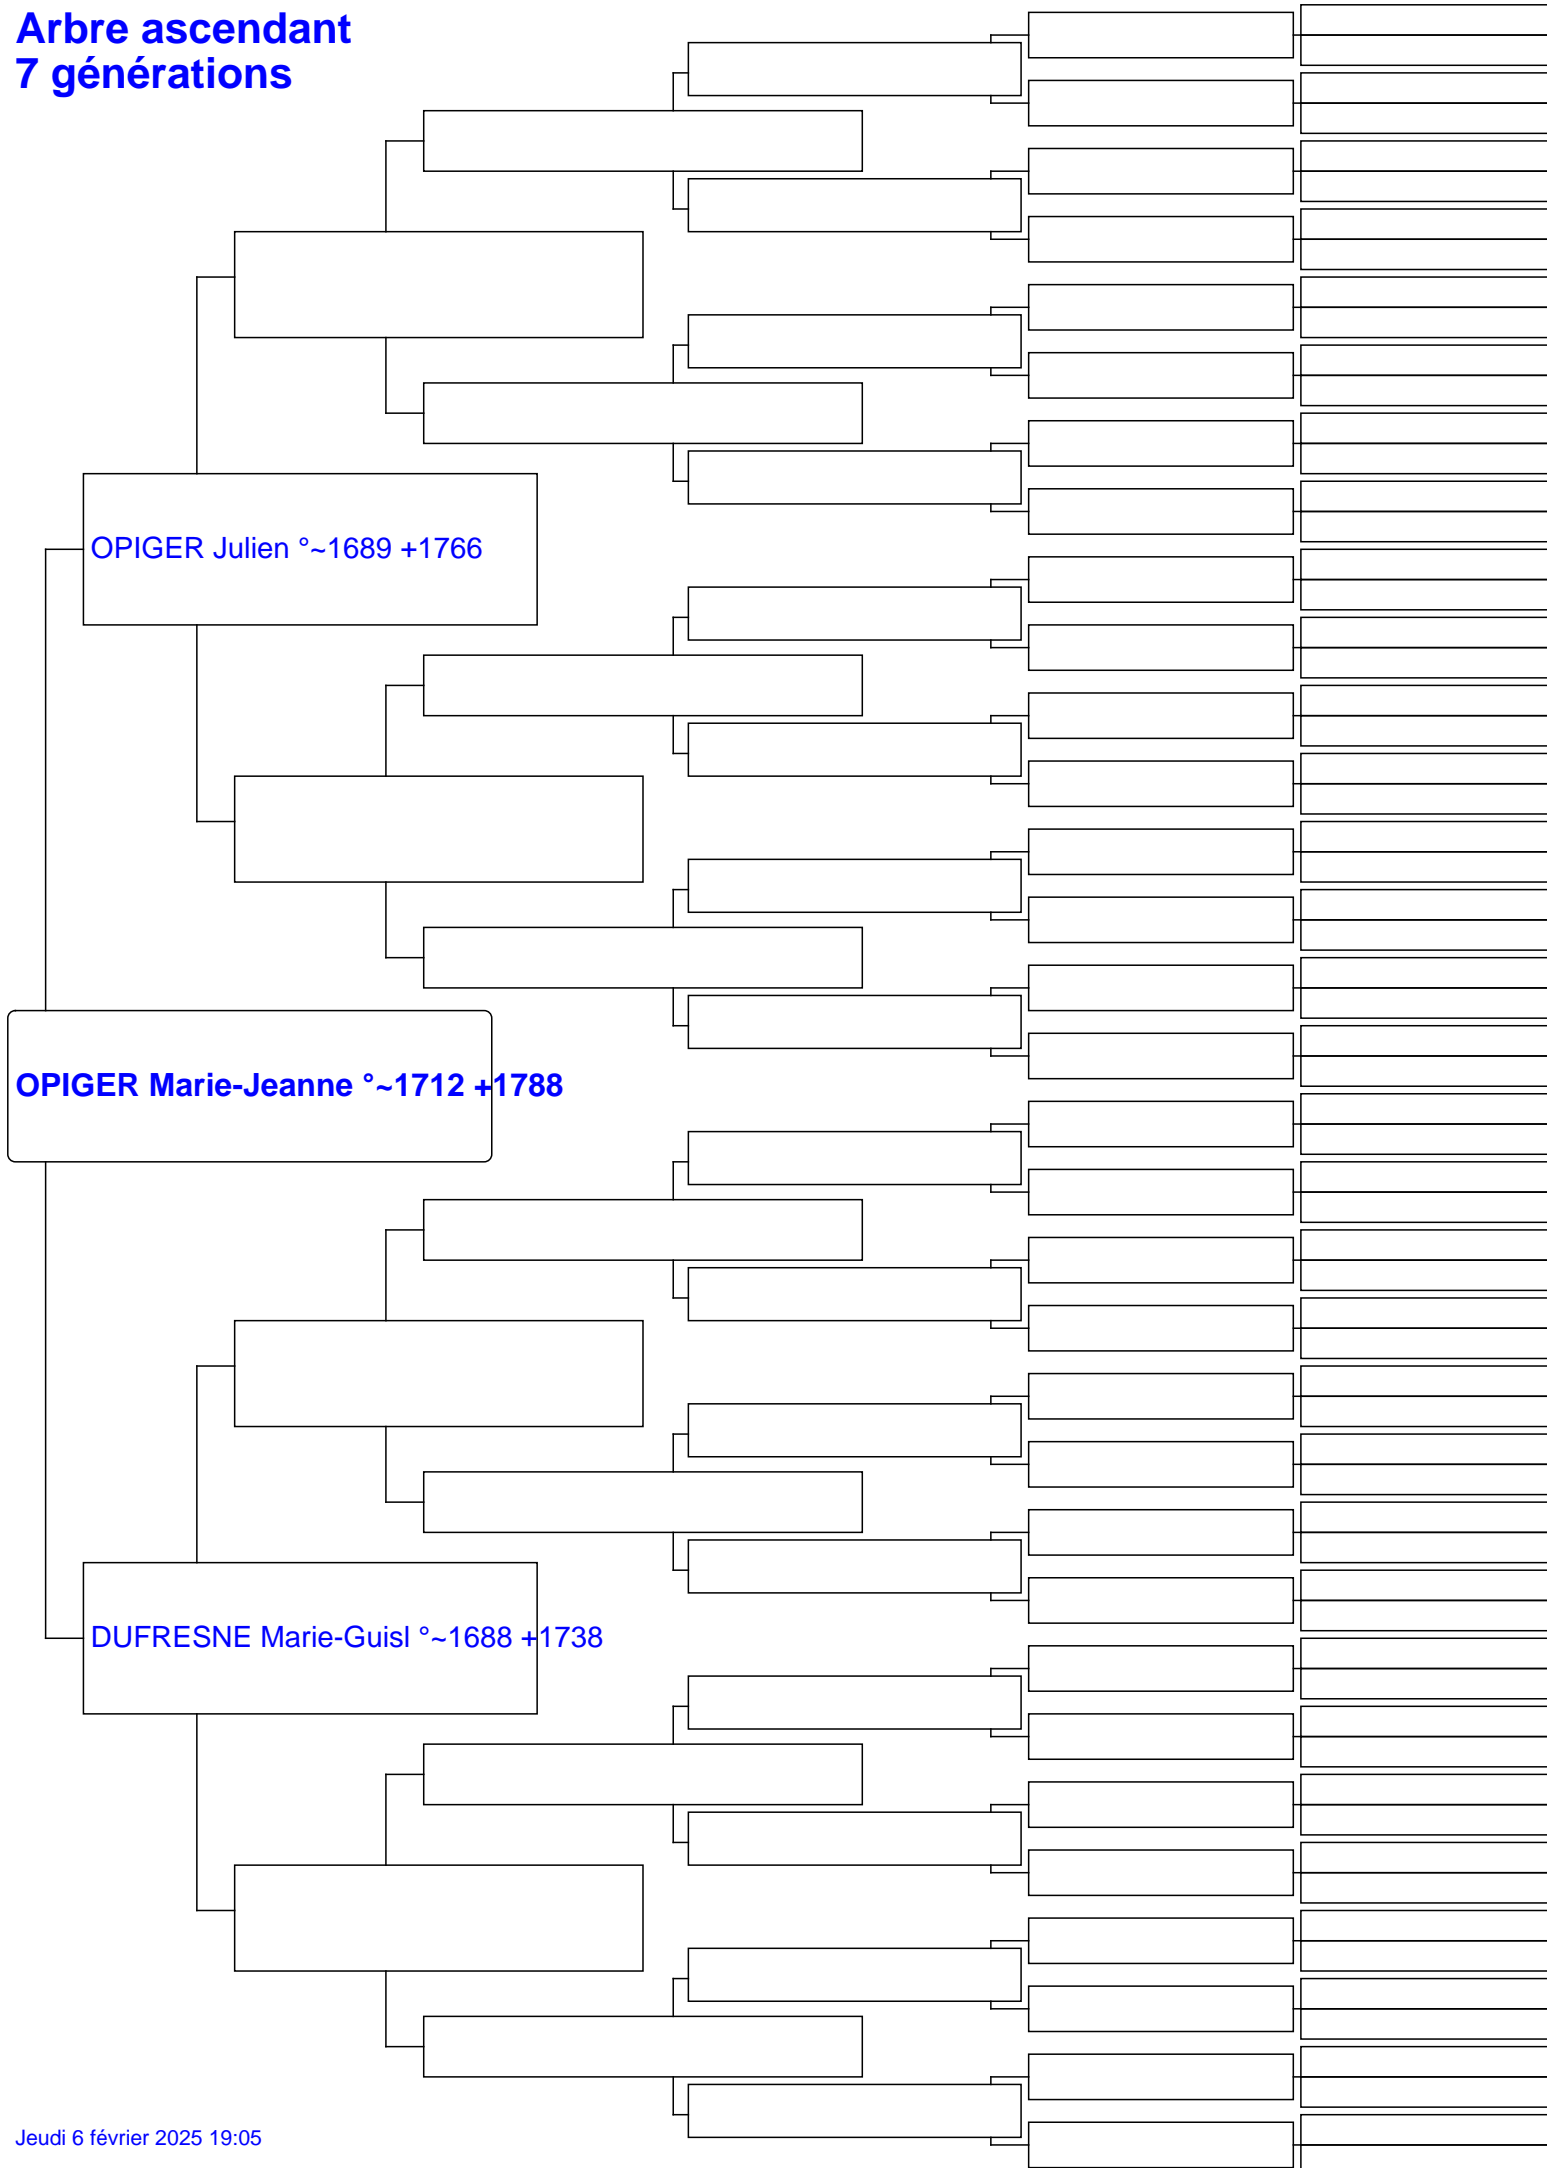 Arbre ascendant
7 générations
OPIGER Julien °~1689 +1766
OPIGER Marie-Jeanne °~1712 +1788
DUFRESNE Marie-Guisl °~1688 +1738
Jeudi 6 février 2025 19:05